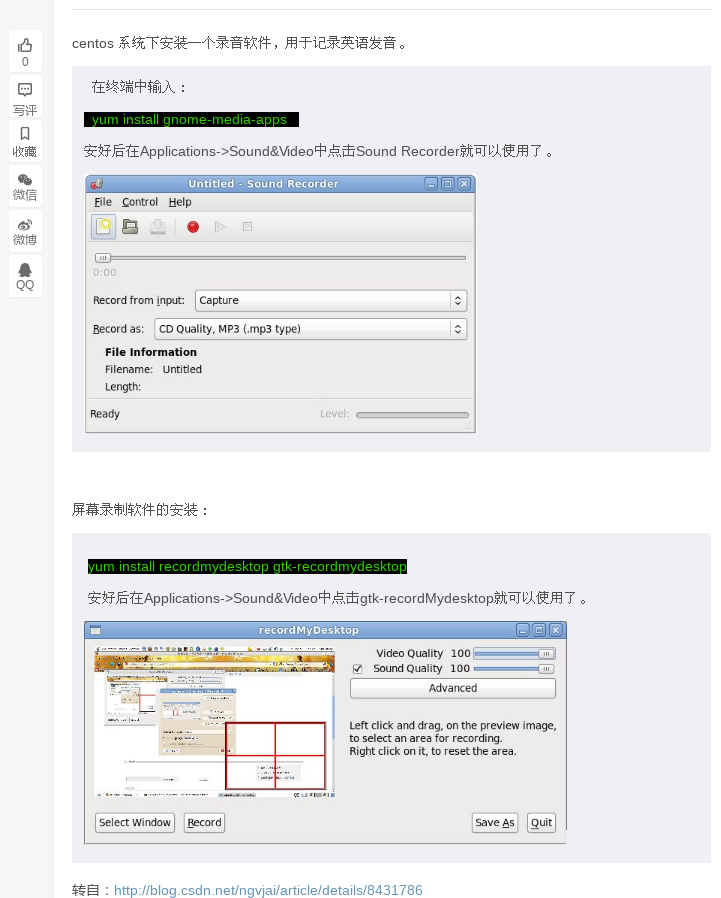 centos 系统下安装一个录音软件，用于记录英语发音。
0
写评
收藏
微信
微博
QQ
在终端中输入：
yum install gnome-media-apps
安好后在Applications->Sound&Video中点击Sound Recorder就可以使用了。
Untitled - Sound Recorder
File Control Help
0:00
Record from input: Capture
Record as: CD Quality, MP3 (.mp3 type)
File Information
Filename: Untitled
Length:
Ready Level:
屏幕录制软件的安装：
yum install recordmydesktop gtk-recordmydesktop
安好后在Applications->Sound&Video中点击gtk-recordMydesktop就可以使用了。
recordMyDesktop
Video Quality 100
Sound Quality 100
Advanced
Left click and drag, on the preview image,
to select an area for recording.
Right click on it, to reset the area.
Select Window Record Save As Quit
转自：http://blog.csdn.net/ngvjai/article/details/8431786